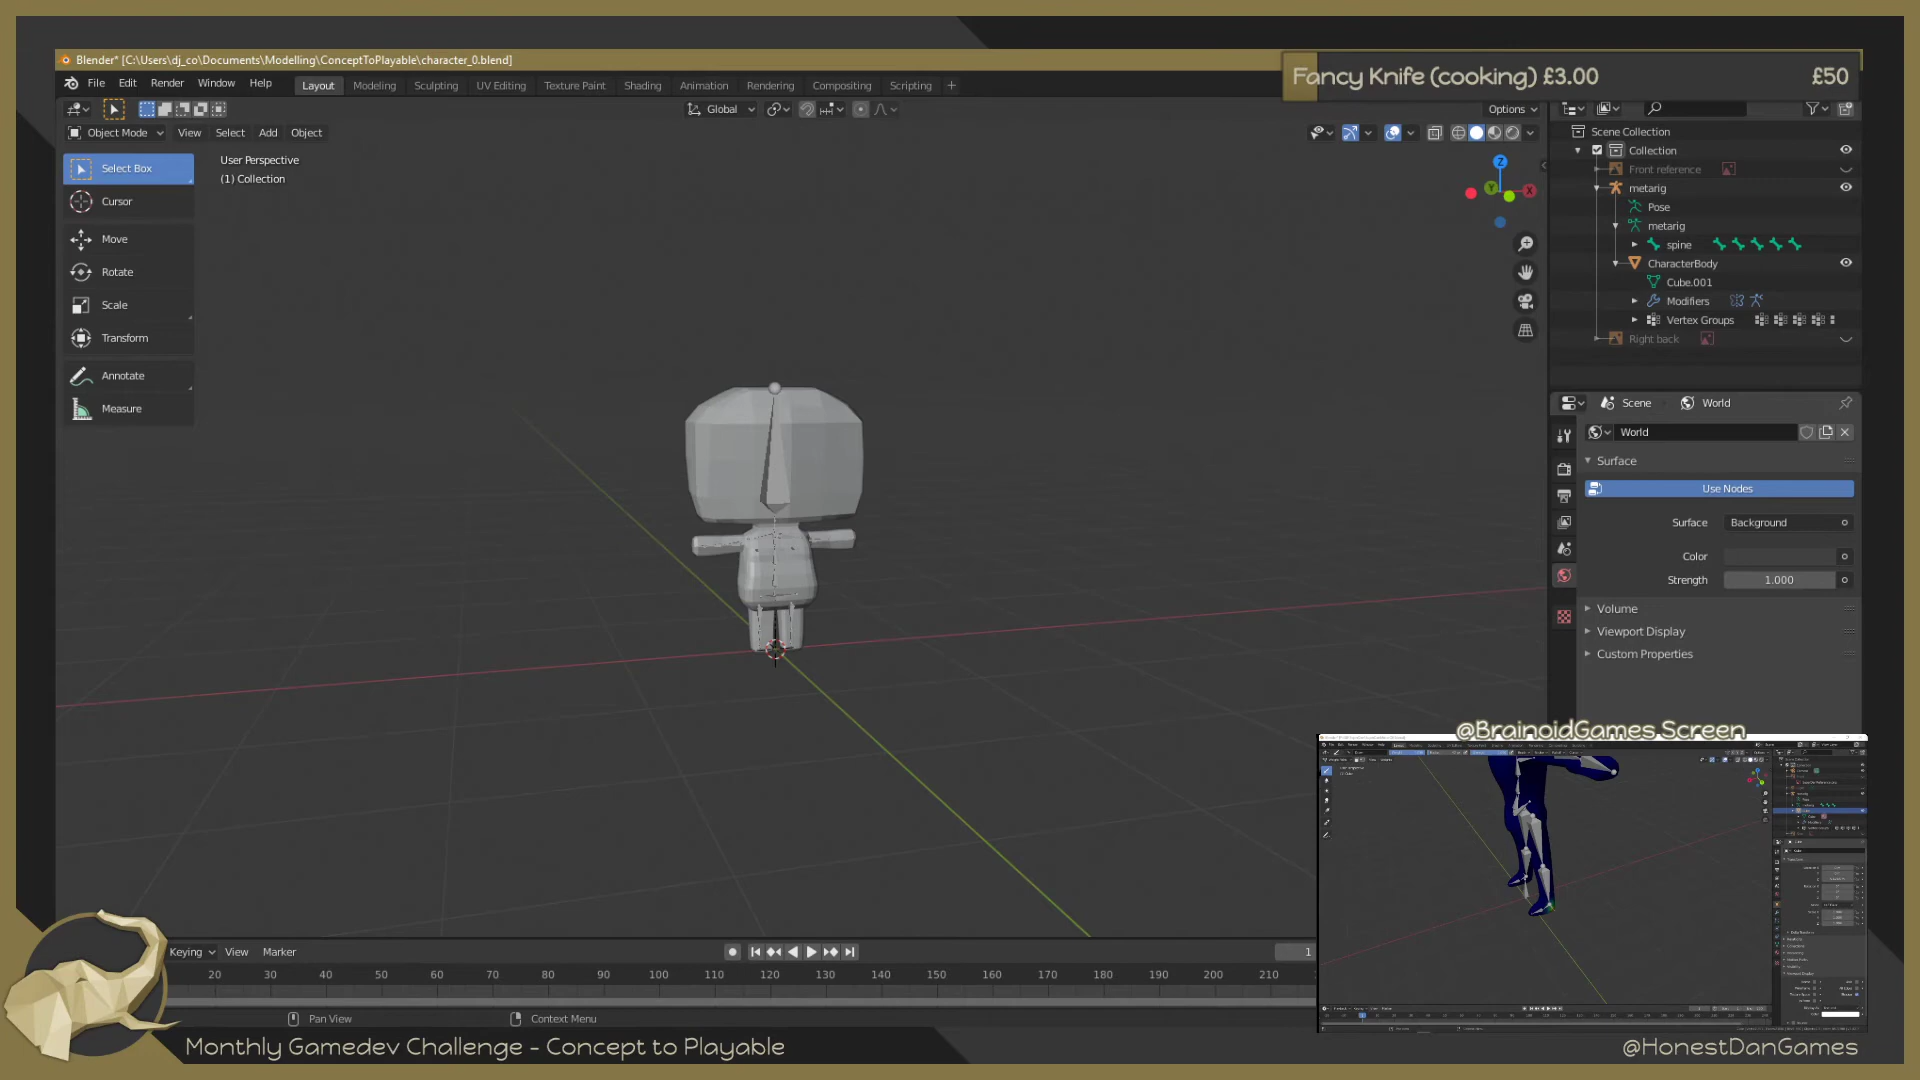 Blender* [C:\Users\dj_co\Documents\Modelling\ConceptToPlayable\character_0.blend]
Fancy Knife (cooking) £3.00 £50
File Edit Render Window Help Layout Modeling Sculpting UV Editing Texture Paint Shading Animation Rendering Compositing Scripting +
Global Options
Object Mode View Select Add Object
Select Box
Cursor
Move
Rotate
Scale
Transform
Annotate
Measure
User Perspective
(1) Collection
Z
Y
X
Scene Collection
Collection
Front reference
metarig
Pose
metarig
spine
CharacterBody
Cube.001
Modifiers
Vertex Groups
Right back
Scene World
World
Surface
Use Nodes
Surface Background
Color
Strength 1.000
Volume
Viewport Display
Custom Properties
@BrainoidGames Screen
Keying View Marker 1
20 30 40 50 60 70 80 90 100 110 120 130 140 150 160 170 180 190 200 210
Pan View Context Menu
Monthly Gamedev Challenge - Concept to Playable
@HonestDanGames